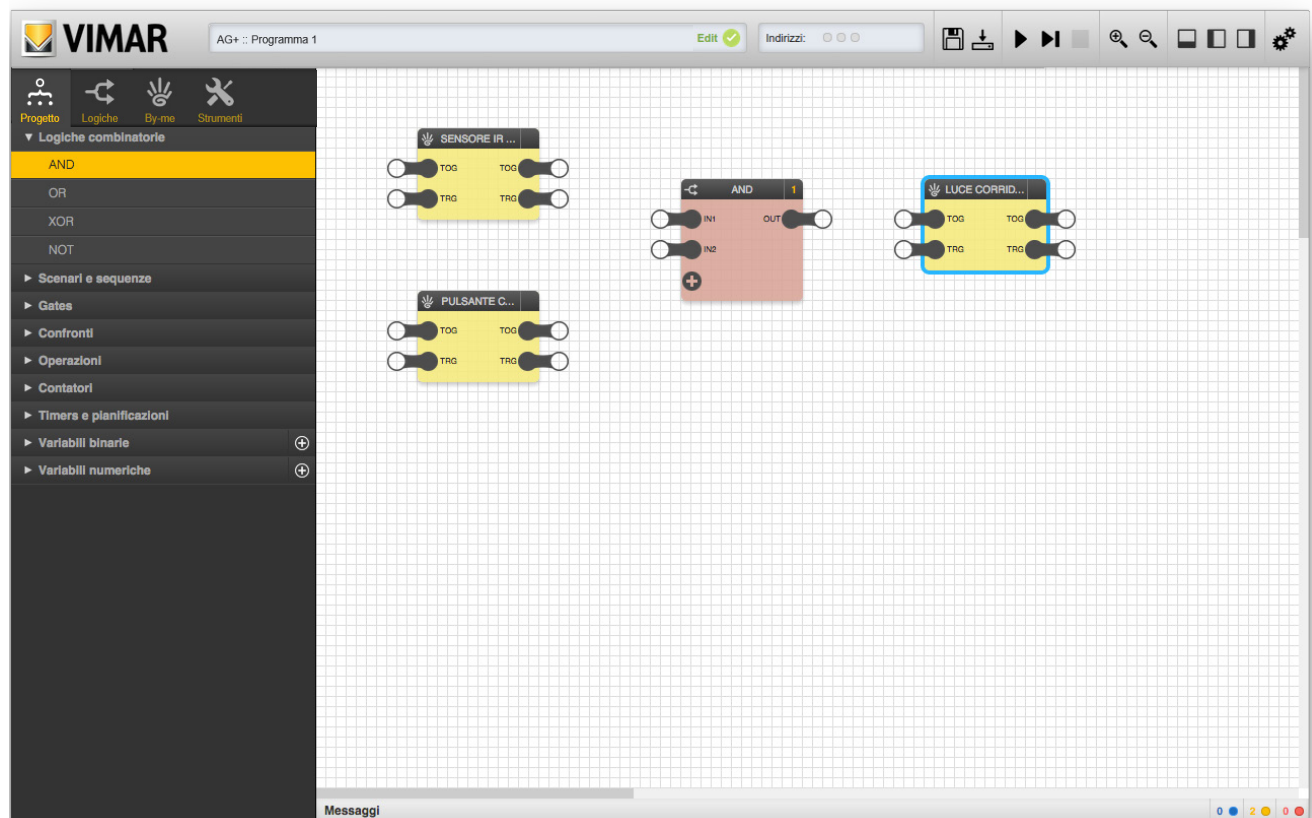 VIMAR
AG+ :: Programma 1
Edit
Indirizzi:
Progetto
Logiche
By-me
Strumenti
▼ Logiche combinatorie
AND
OR
XOR
NOT
► Scenari e sequenze
► Gates
► Confronti
► Operazioni
► Contatori
► Timers e pianificazioni
► Variabili binarie
► Variabili numeriche
SENSORE IR ...
TOG TOG
TRG TRG
AND 1
IN1 OUT
IN2
LUCE CORRID...
TOG TOG
TRG TRG
PULSANTE C...
TOG TOG
TRG TRG
Messaggi
0 2 0